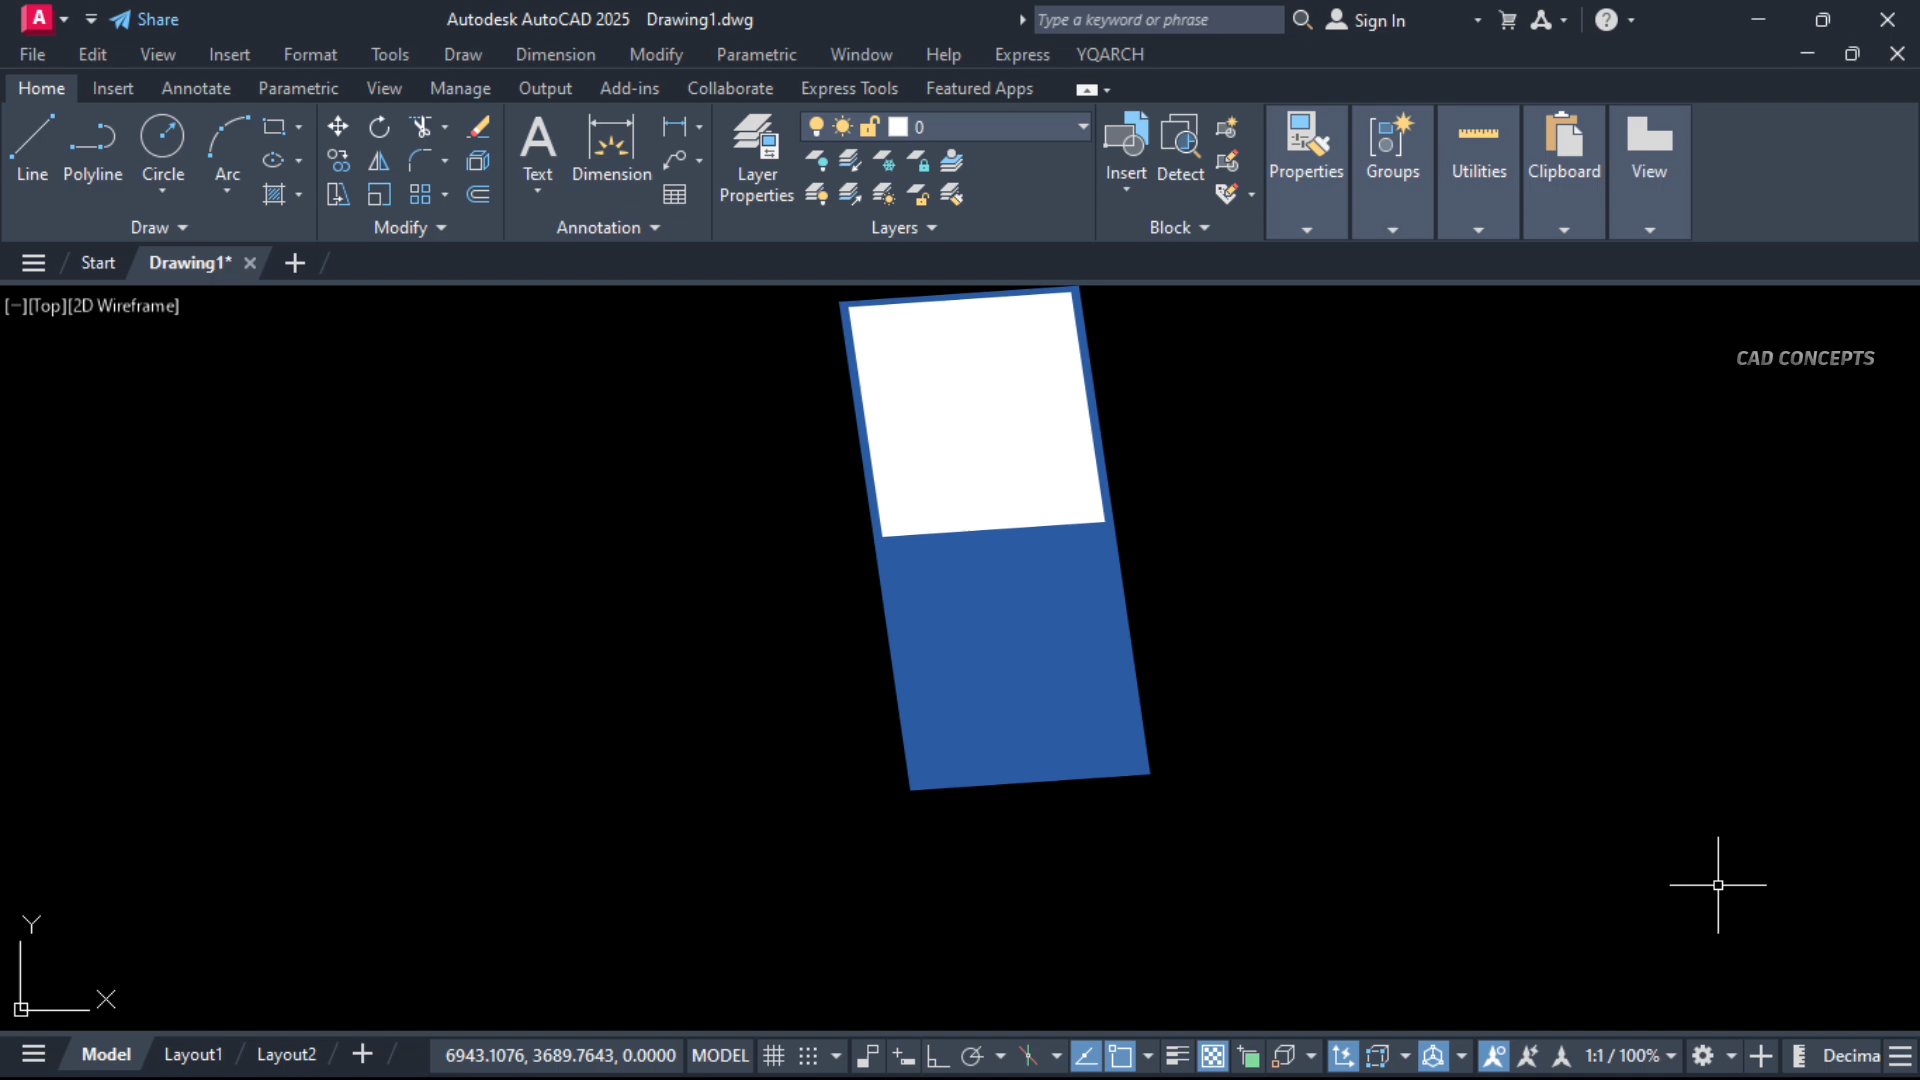 A Share Autodesk AutoCAD 2025 Drawing1.dwg Type a keyword or phrase Sign In
File Edit View Insert Format Tools Draw Dimension Modify Parametric Window Help Express YQARCH
Home Insert Annotate Parametric View Manage Output Add-ins Collaborate Express Tools Featured Apps
0
Line Polyline Circle Arc Text Dimension Layer Properties Insert Detect Properties Groups Utilities Clipboard View
Draw Modify Annotation Layers Block
Start Drawing1*
[−][Top][2D Wireframe]
CAD CONCEPTS
Y
X
Model Layout1 Layout2 6943.1076, 3689.7643, 0.0000 MODEL 1:1 / 100% Decima